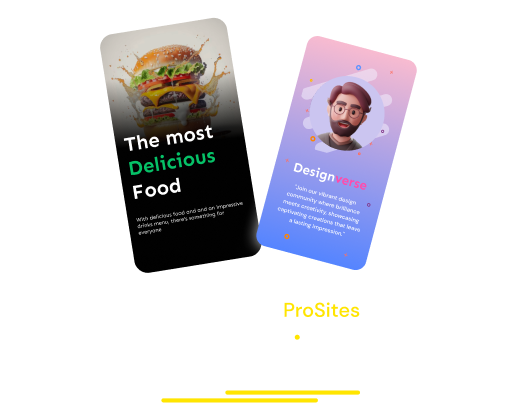 The most
Delicious
Food
With delicious food and and an impressive
drinks menu, there's something for
everyone
Designverse
"Join our vibrant design
community where brilliance
meets creativity, showcasing
captivating creations that leave
a lasting impression."
ProSites